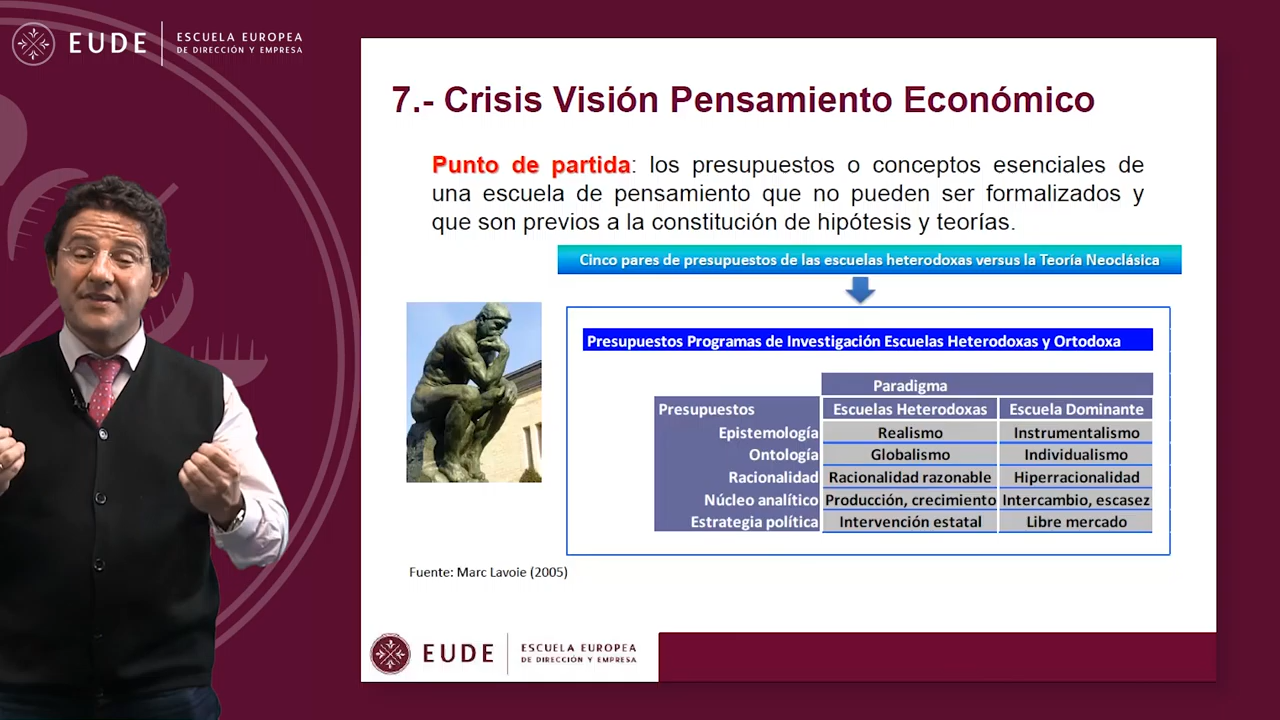 EUDE
ESCUELA EUROPEA
DE DIRECCIÓN Y EMPRESA
7.- Crisis Visión Pensamiento Económico
Punto de partida: los presupuestos o conceptos esenciales de
una escuela de pensamiento que no pueden ser formalizados y
que son previos a la constitución de hipótesis y teorías.
Cinco pares de presupuestos de las escuelas heterodoxas versus la Teoría Neoclásica
Presupuestos Programas de Investigación Escuelas Heterodoxas y Ortodoxa
Paradigma
Presupuestos Escuelas Heterodoxas Escuela Dominante
Epistemología Realismo Instrumentalismo
Ontología Globalismo Individualismo
Racionalidad Racionalidad razonable Hiperracionalidad
Núcleo analítico Producción, crecimiento Intercambio, escasez
Estrategia política Intervención estatal Libre mercado
Fuente: Marc Lavoie (2005)
EUDE
ESCUELA EUROPEA
DE DIRECCIÓN Y EMPRESA